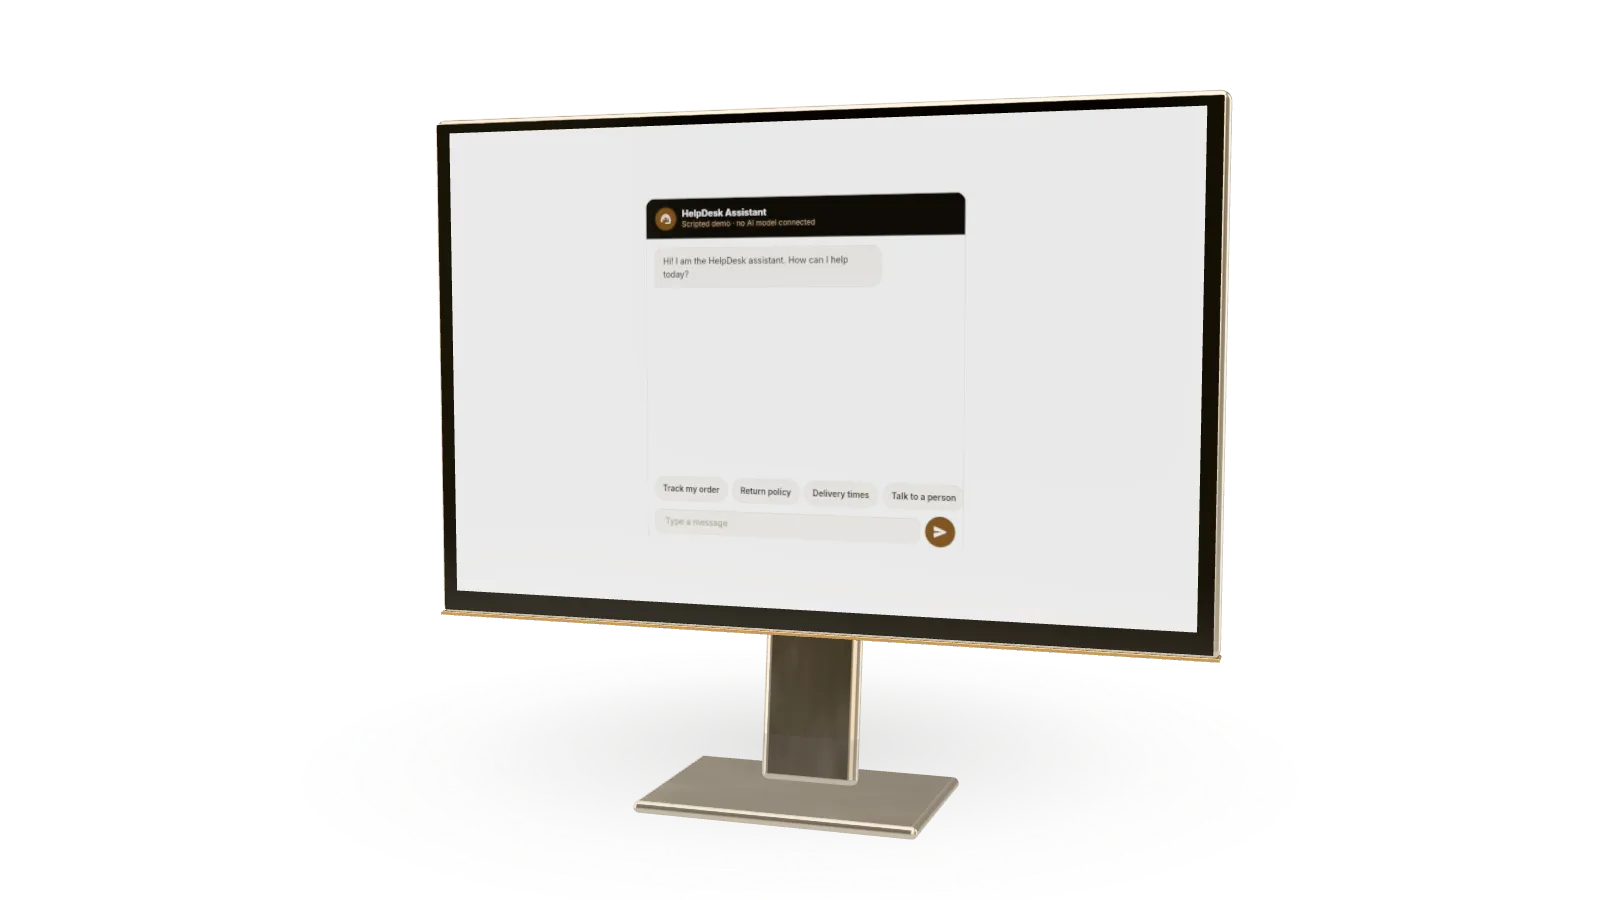 HelpDesk Assistant
Scripted demo · no AI model connected
Hi! I am the HelpDesk assistant. How can I help
today?
Track my order
Return policy
Delivery times
Talk to a person
Type a message